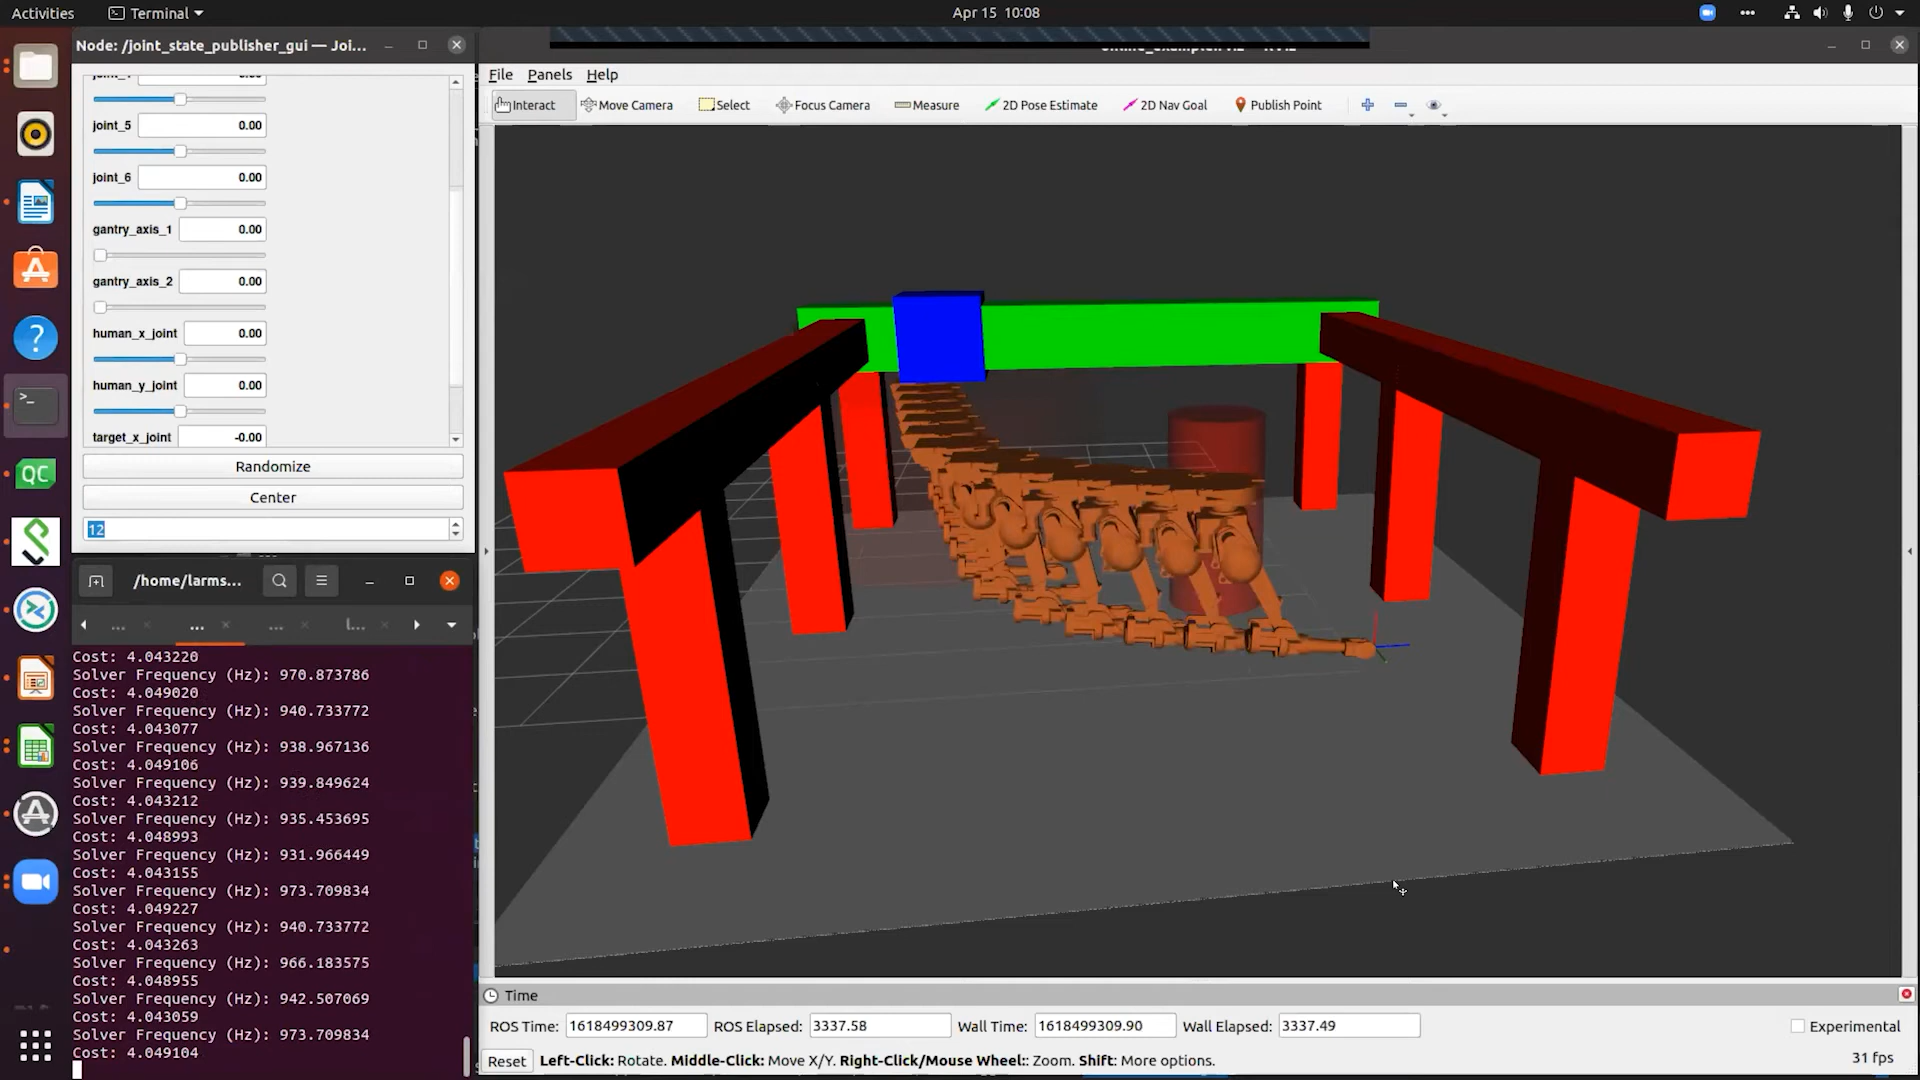 Activities
Terminal
Apr 15 10:08
Node: /joint_state_publisher_gui — Joi...
joint_5
0.00
joint_6
0.00
gantry_axis_1
0.00
gantry_axis_2
0.00
human_x_joint
0.00
human_y_joint
0.00
target_x_joint
-0.00
Randomize
Center
12
/home/larms...
...
...
...
l...
Cost: 4.043220
Solver Frequency (Hz): 970.873786
Cost: 4.049020
Solver Frequency (Hz): 940.733772
Cost: 4.043077
Solver Frequency (Hz): 938.967136
Cost: 4.049106
Solver Frequency (Hz): 939.849624
Cost: 4.043212
Solver Frequency (Hz): 935.453695
Cost: 4.048993
Solver Frequency (Hz): 931.966449
Cost: 4.043155
Solver Frequency (Hz): 973.709834
Cost: 4.049227
Solver Frequency (Hz): 940.733772
Cost: 4.043263
Solver Frequency (Hz): 966.183575
Cost: 4.048955
Solver Frequency (Hz): 942.507069
Cost: 4.043059
Solver Frequency (Hz): 973.709834
Cost: 4.049104
File Panels Help
Interact Move Camera Select Focus Camera Measure 2D Pose Estimate 2D Nav Goal Publish Point
Time
ROS Time: 1618499309.87 ROS Elapsed: 3337.58 Wall Time: 1618499309.90 Wall Elapsed: 3337.49 Experimental
Reset Left-Click: Rotate. Middle-Click: Move X/Y. Right-Click/Mouse Wheel:: Zoom. Shift: More options. 31 fps
QC